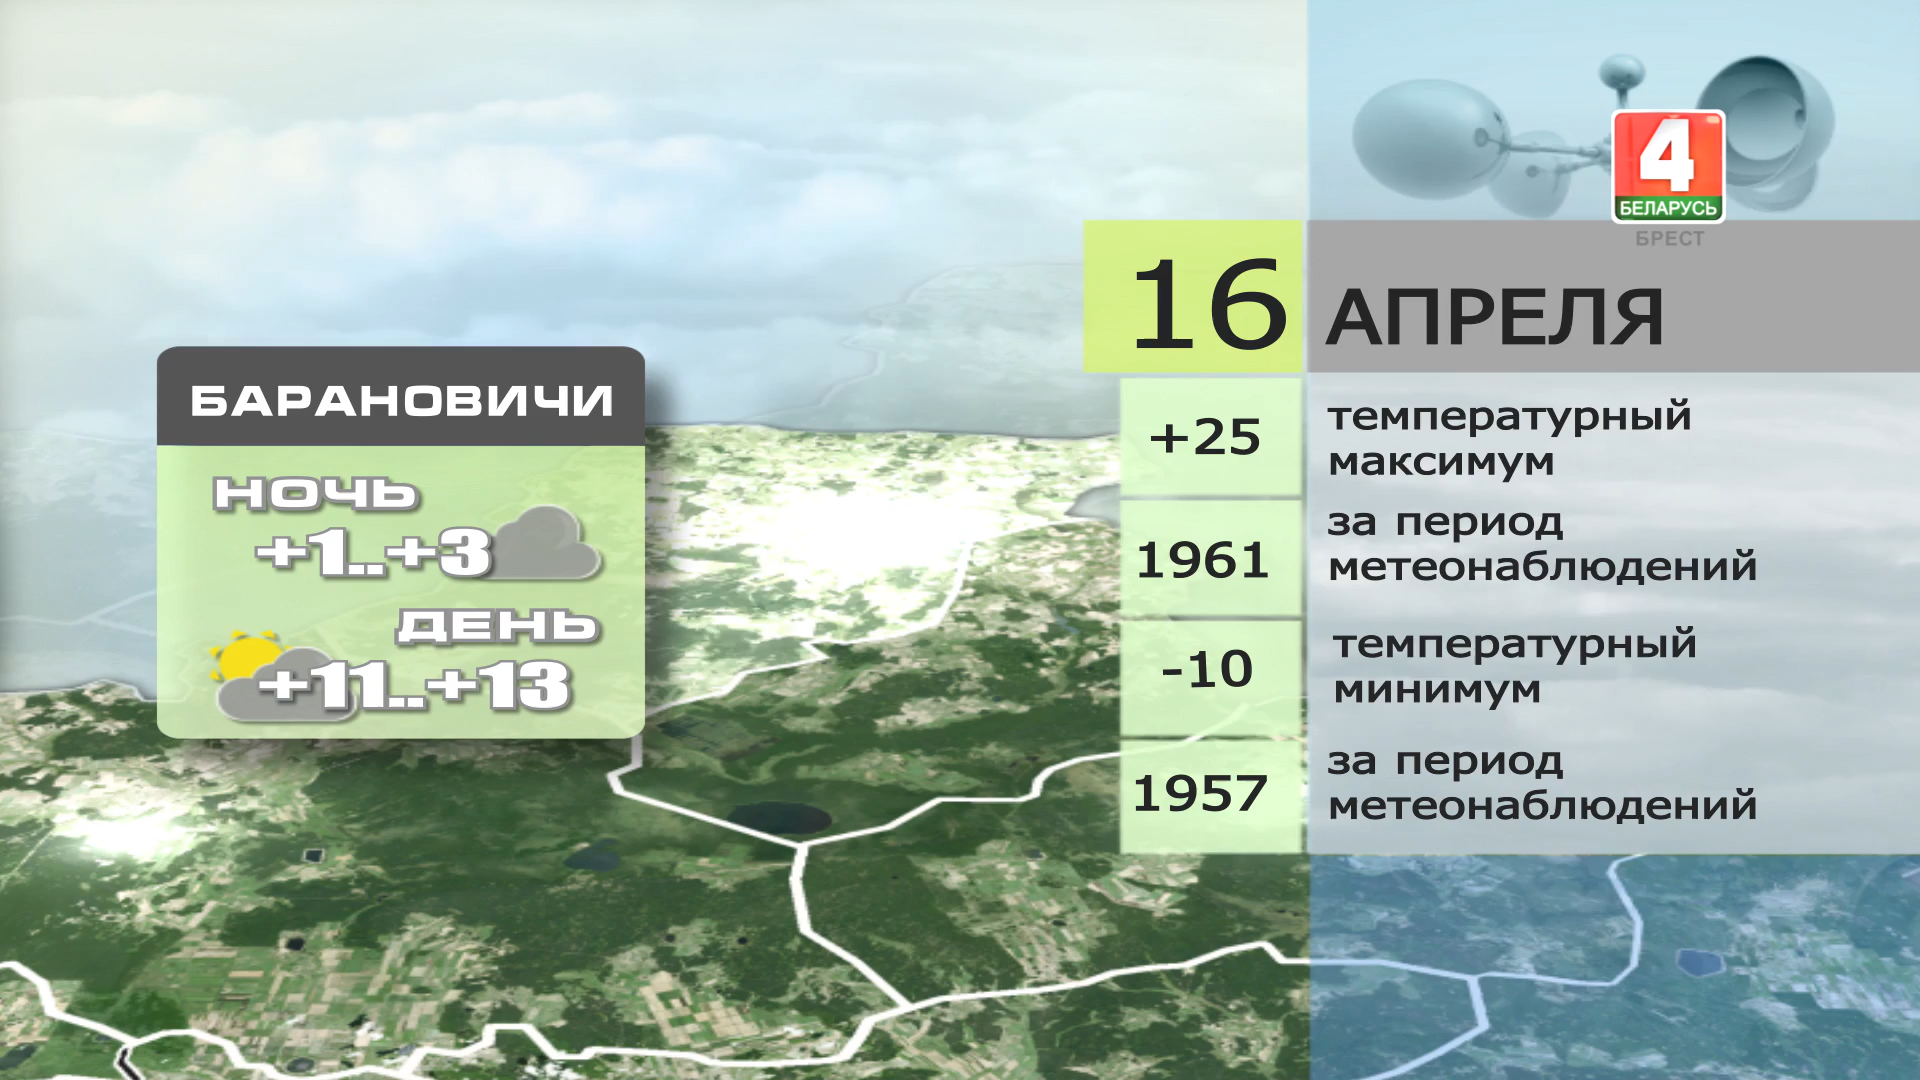 4
БЕЛАРУСЬ
БРЕСТ
16 АПРЕЛЯ
БАРАНОВИЧИ
НОЧЬ
+1..+3
ДЕНЬ
+11..+13
+25
температурный
максимум
1961
за период
метеонаблюдений
-10
температурный
минимум
1957
за период
метеонаблюдений